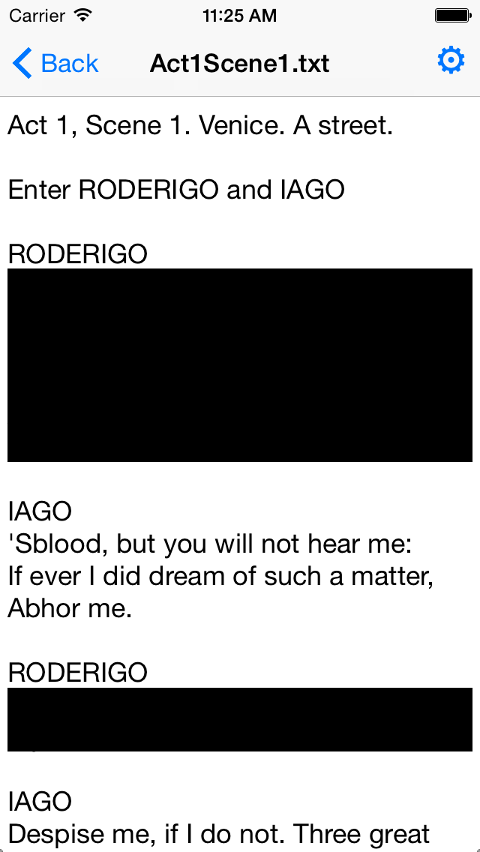 Carrier 11:25 AM
Back Act1Scene1.txt
Act 1, Scene 1. Venice. A street.
Enter RODERIGO and IAGO
RODERIGO
IAGO
'Sblood, but you will not hear me:
If ever I did dream of such a matter,
Abhor me.
RODERIGO
IAGO
Despise me, if I do not. Three great